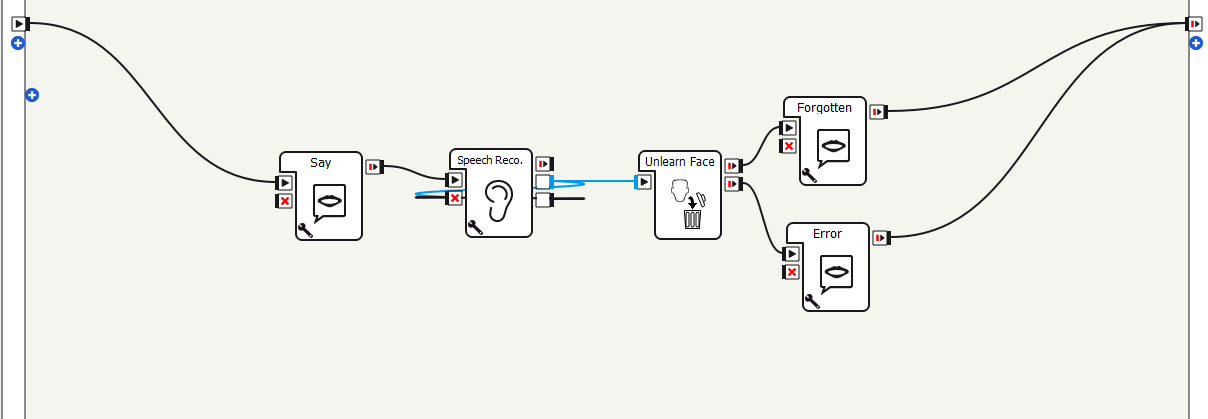 Say
Speech Reco.
Unlearn Face
Forgotten
Error